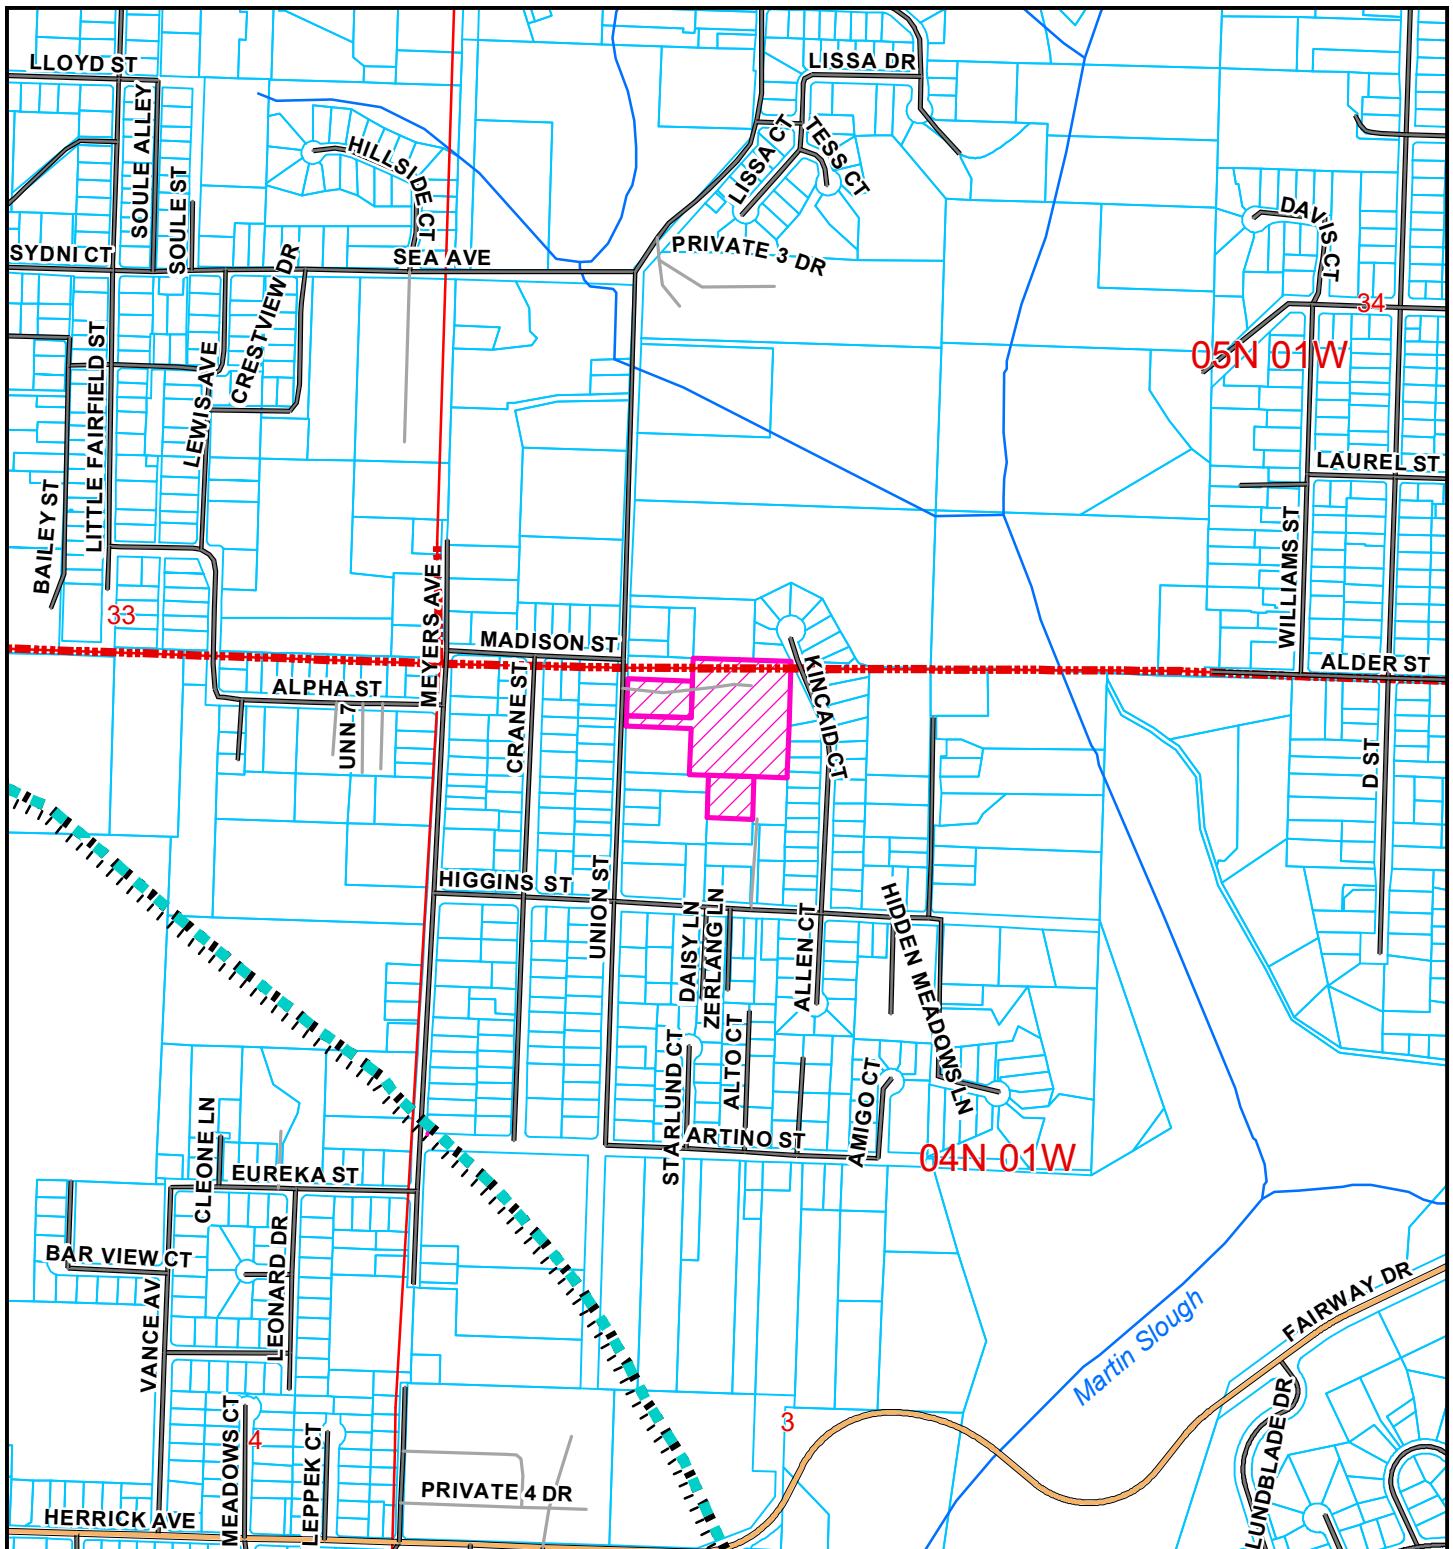 LLOYD ST
LISSA DR
SOULE ALLEY
HILLSIDE CT
LISSA CT
TESS CT
SOULE ST
DAVIS CT
SYDNI CT
SEA AVE
PRIVATE 3 DR
CRESTVIEW DR
34
05N 01W
LITTLE FAIRFIELD ST
LEWIS AVE
LAUREL ST
BAILEY ST
WILLIAMS ST
33
MEYERS AVE
MADISON ST
KINCAID CT
ALDER ST
ALPHA ST
CRANE ST
UNN 7
D ST
HIGGINS ST
UNION ST
DAISY LN
ZERLANG LN
ALLEN CT
HIDDEN MEADOWS LN
STARLUND CT
ALTO CT
AMIGO CT
ARTINO ST
04N 01W
CLEONE LN
EUREKA ST
BAR VIEW CT
LEONARD DR
VANCE AV
Martin Slough
FAIRWAY DR
LUNDBLADE DR
3
MEADOWS CT
4
LEPPEK CT
PRIVATE 4 DR
HERRICK AVE